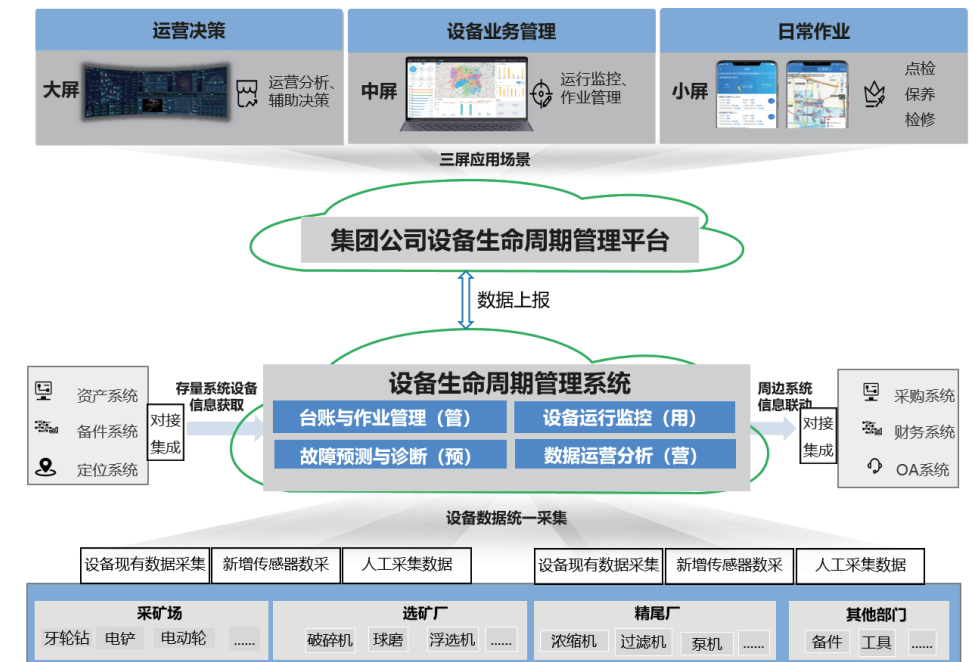 运营决策
设备业务管理
日常作业
大屏
运营分析、
辅助决策
中屏
运行监控、
作业管理
小屏
点检
保养
检修
三屏应用场景
集团公司设备生命周期管理平台
数据上报
设备生命周期管理系统
台账与作业管理（管）
设备运行监控（用）
故障预测与诊断（预）
数据运营分析（营）
资产系统
备件系统
定位系统
对接
集成
存量系统设备
信息获取
周边系统
信息联动
对接
集成
采购系统
财务系统
OA系统
设备数据统一采集
设备现有数据采集
新增传感器数采
人工采集数据
设备现有数据采集
新增传感器数采
人工采集数据
采矿场
牙轮钻
电铲
电动轮
......
选矿厂
破碎机
球磨
浮选机
......
精尾厂
浓缩机
过滤机
泵机
......
其他部门
备件
工具
......